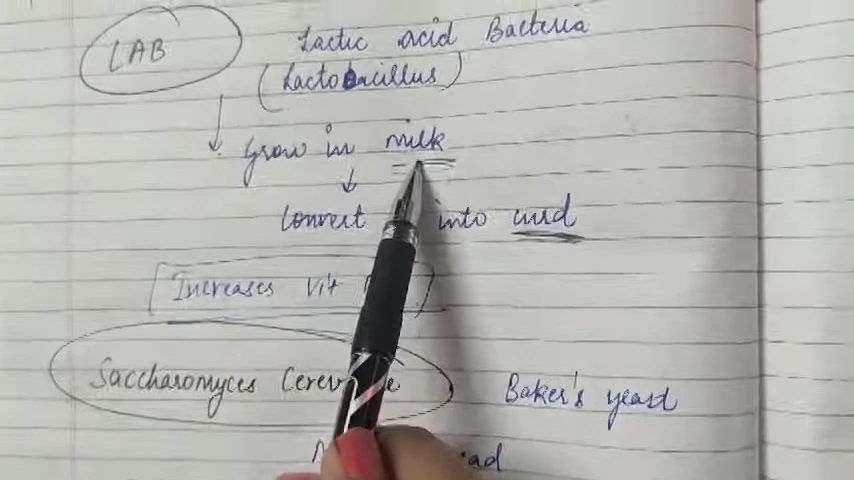 LAB Lactic acid Bacteria
(Lactobacillus)
Grow in milk
Convert into curd
Increases Vit
Saccharomyces
Baker's yeast